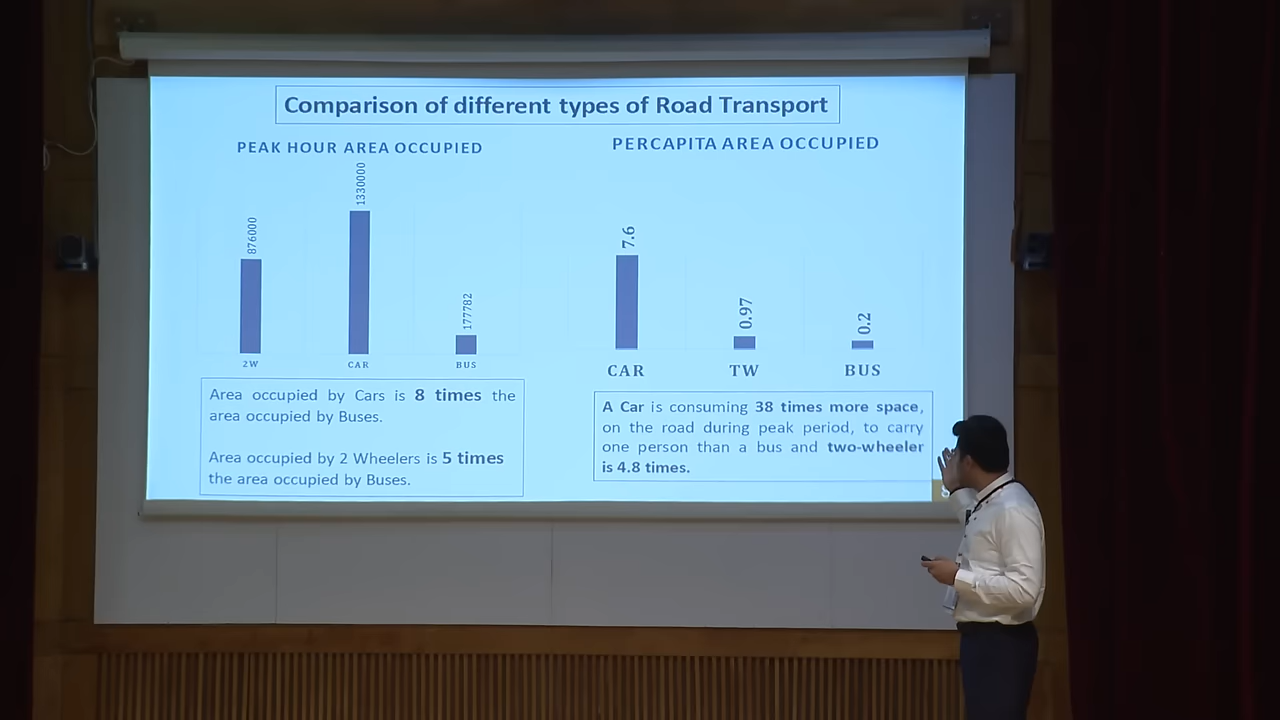 Comparison of different types of Road Transport
PEAK HOUR AREA OCCUPIED
876000
1330000
177782
2W
CAR
BUS
Area occupied by Cars is 8 times the
area occupied by Buses.
Area occupied by 2 Wheelers is 5 times
the area occupied by Buses.
PERCAPITA AREA OCCUPIED
7.6
0.97
0.2
CAR
TW
BUS
A Car is consuming 38 times more space,
on the road during peak period, to carry
one person than a bus and two-wheeler
is 4.8 times.